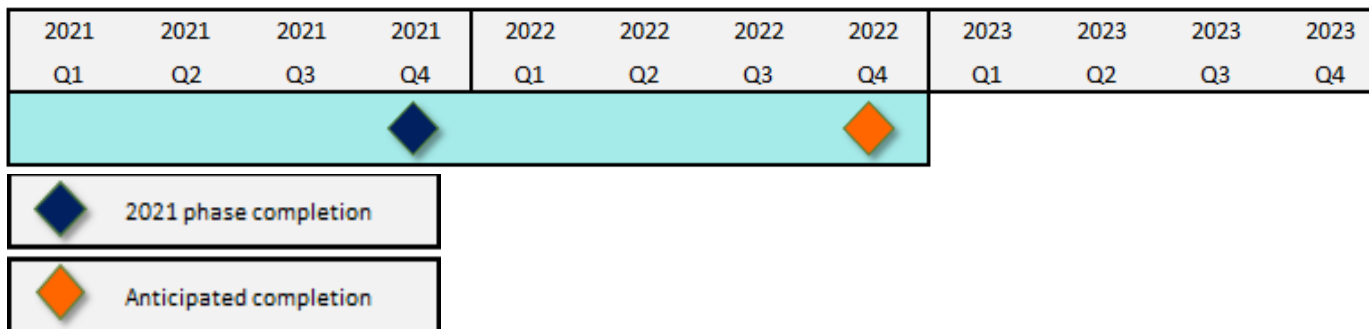 2021 2021 2021 2021 2022 2022 2022 2022 2023 2023 2023 2023
Q1 Q2 Q3 Q4 Q1 Q2 Q3 Q4 Q1 Q2 Q3 Q4
2021 phase completion
Anticipated completion